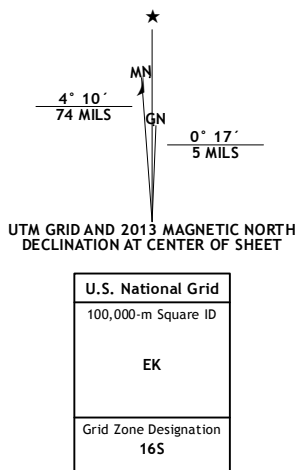 ★
MN
4° 10´
74 MILS
GN
0° 17´
5 MILS
UTM GRID AND 2013 MAGNETIC NORTH
DECLINATION AT CENTER OF SHEET
U.S. National Grid
100,000-m Square ID
EK
Grid Zone Designation
16S